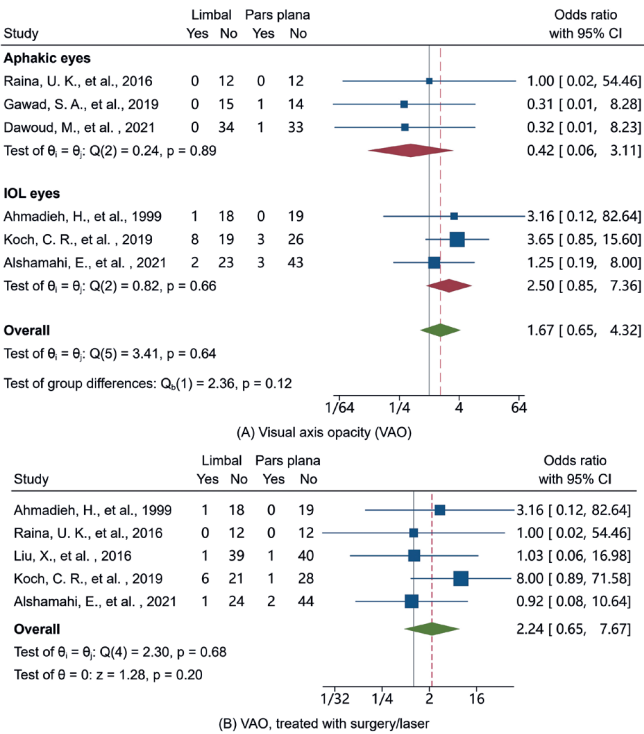 Limbal Pars plana Odds ratio
Study Yes No Yes No with 95% CI
Aphakic eyes
Raina, U. K., et al., 2016 0 12 0 12 1.00 [ 0.02, 54.46]
Gawad, S. A., et al., 2019 0 15 1 14 0.31 [ 0.01, 8.28]
Dawoud, M., et al. , 2021 0 34 1 33 0.32 [ 0.01, 8.23]
Test of θi = θj: Q(2) = 0.24, p = 0.89 0.42 [ 0.06, 3.11]
IOL eyes
Ahmadieh, H., et al., 1999 1 18 0 19 3.16 [ 0.12, 82.64]
Koch, C. R., et al., 2019 8 19 3 26 3.65 [ 0.85, 15.60]
Alshamahi, E., et al. , 2021 2 23 3 43 1.25 [ 0.19, 8.00]
Test of θi = θj: Q(2) = 0.82, p = 0.66 2.50 [ 0.85, 7.36]
Overall 1.67 [ 0.65, 4.32]
Test of θi = θj: Q(5) = 3.41, p = 0.64
Test of group differences: Qb(1) = 2.36, p = 0.12
1/64 1/4 4 64
(A) Visual axis opacity (VAO)
Limbal Pars plana Odds ratio
Study Yes No Yes No with 95% CI
Ahmadieh, H., et al., 1999 1 18 0 19 3.16 [ 0.12, 82.64]
Raina, U. K., et al., 2016 0 12 0 12 1.00 [ 0.02, 54.46]
Liu, X., et al. , 2016 1 39 1 40 1.03 [ 0.06, 16.98]
Koch, C. R., et al., 2019 6 21 1 28 8.00 [ 0.89, 71.58]
Alshamahi, E., et al. , 2021 1 24 2 44 0.92 [ 0.08, 10.64]
Overall 2.24 [ 0.65, 7.67]
Test of θi = θj: Q(4) = 2.30, p = 0.68
Test of θ = 0: z = 1.28, p = 0.20
1/32 1/4 2 16
(B) VAO, treated with surgery/laser